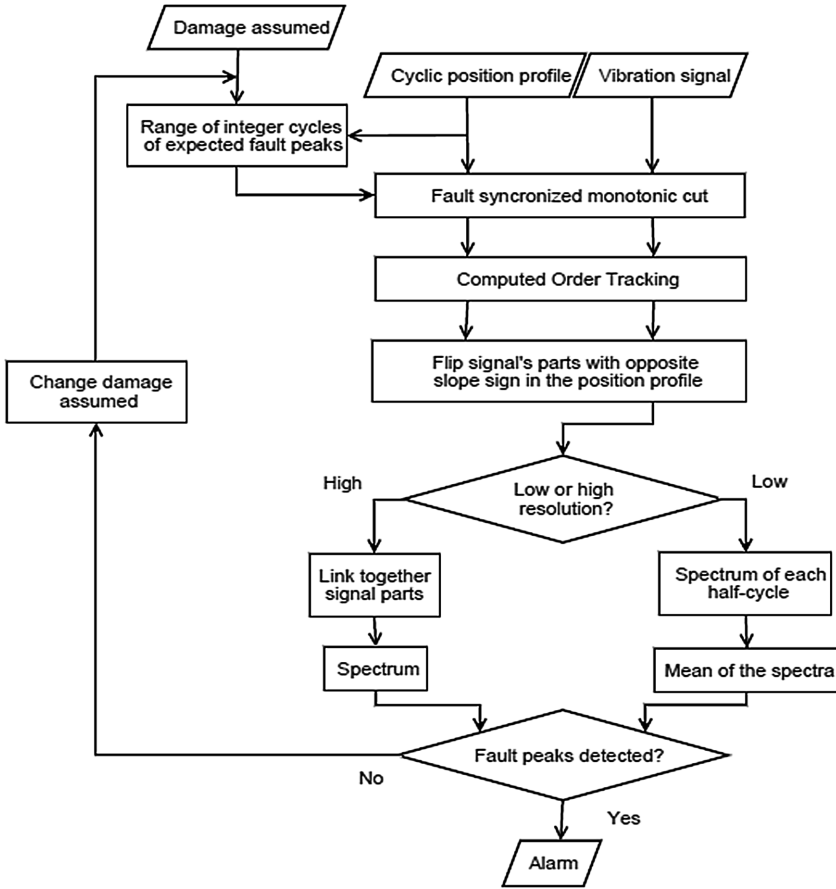 Damage assumed
Cyclic position profile
Vibration signal
Range of integer cycles
of expected fault peaks
Fault syncronized monotonic cut
Computed Order Tracking
Flip signal's parts with opposite
slope sign in the position profile
Change damage
assumed
Low or high
resolution?
High
Low
Link together
signal parts
Spectrum of each
half-cycle
Spectrum
Mean of the spectra
Fault peaks detected?
No
Yes
Alarm